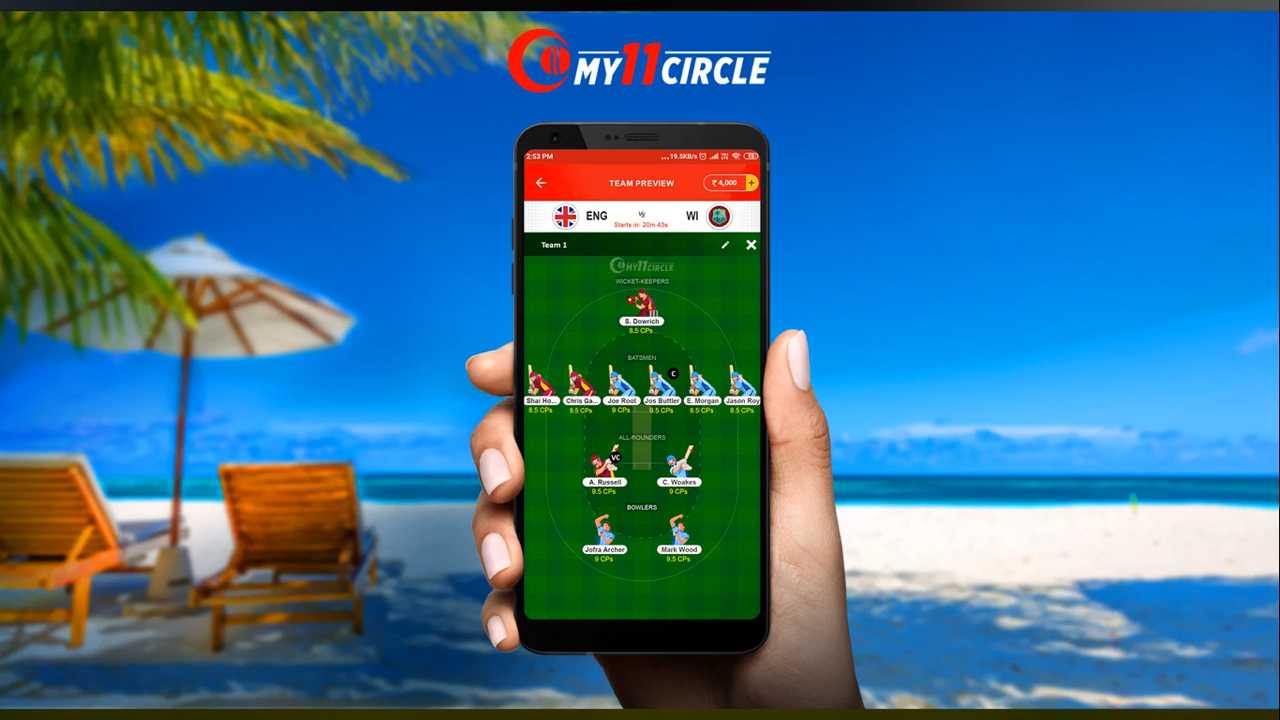 MY11CIRCLE
2:53 PM ...19.5KB/s
TEAM PREVIEW ₹ 4,000 +
ENG Vs WI
Starts in: 20m 43s
Team 1
MY11CIRCLE
WICKET-KEEPERS
S. Dowrich
8.5 CPs
BATSMEN
C
Shai Ho... Chris Ga... Joe Root Jos Buttler E. Morgan Jason Roy
8.5 CPs 9.5 CPs 9 CPs 9.5 CPs 8.5 CPs 8.5 CPs
ALL-ROUNDERS
VC
A. Russell C. Woakes
9.5 CPs 9 CPs
BOWLERS
Jofra Archer Mark Wood
9 CPs 9.5 CPs